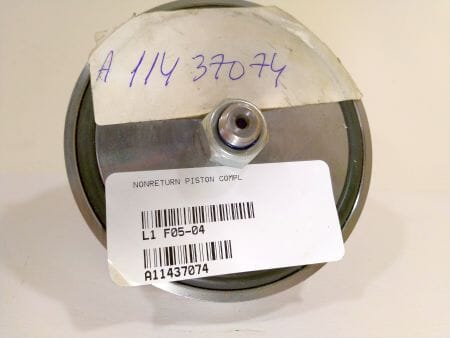 A 114 37074
NONRETURN PISTON COMPL
L1 F05-04
A11437074